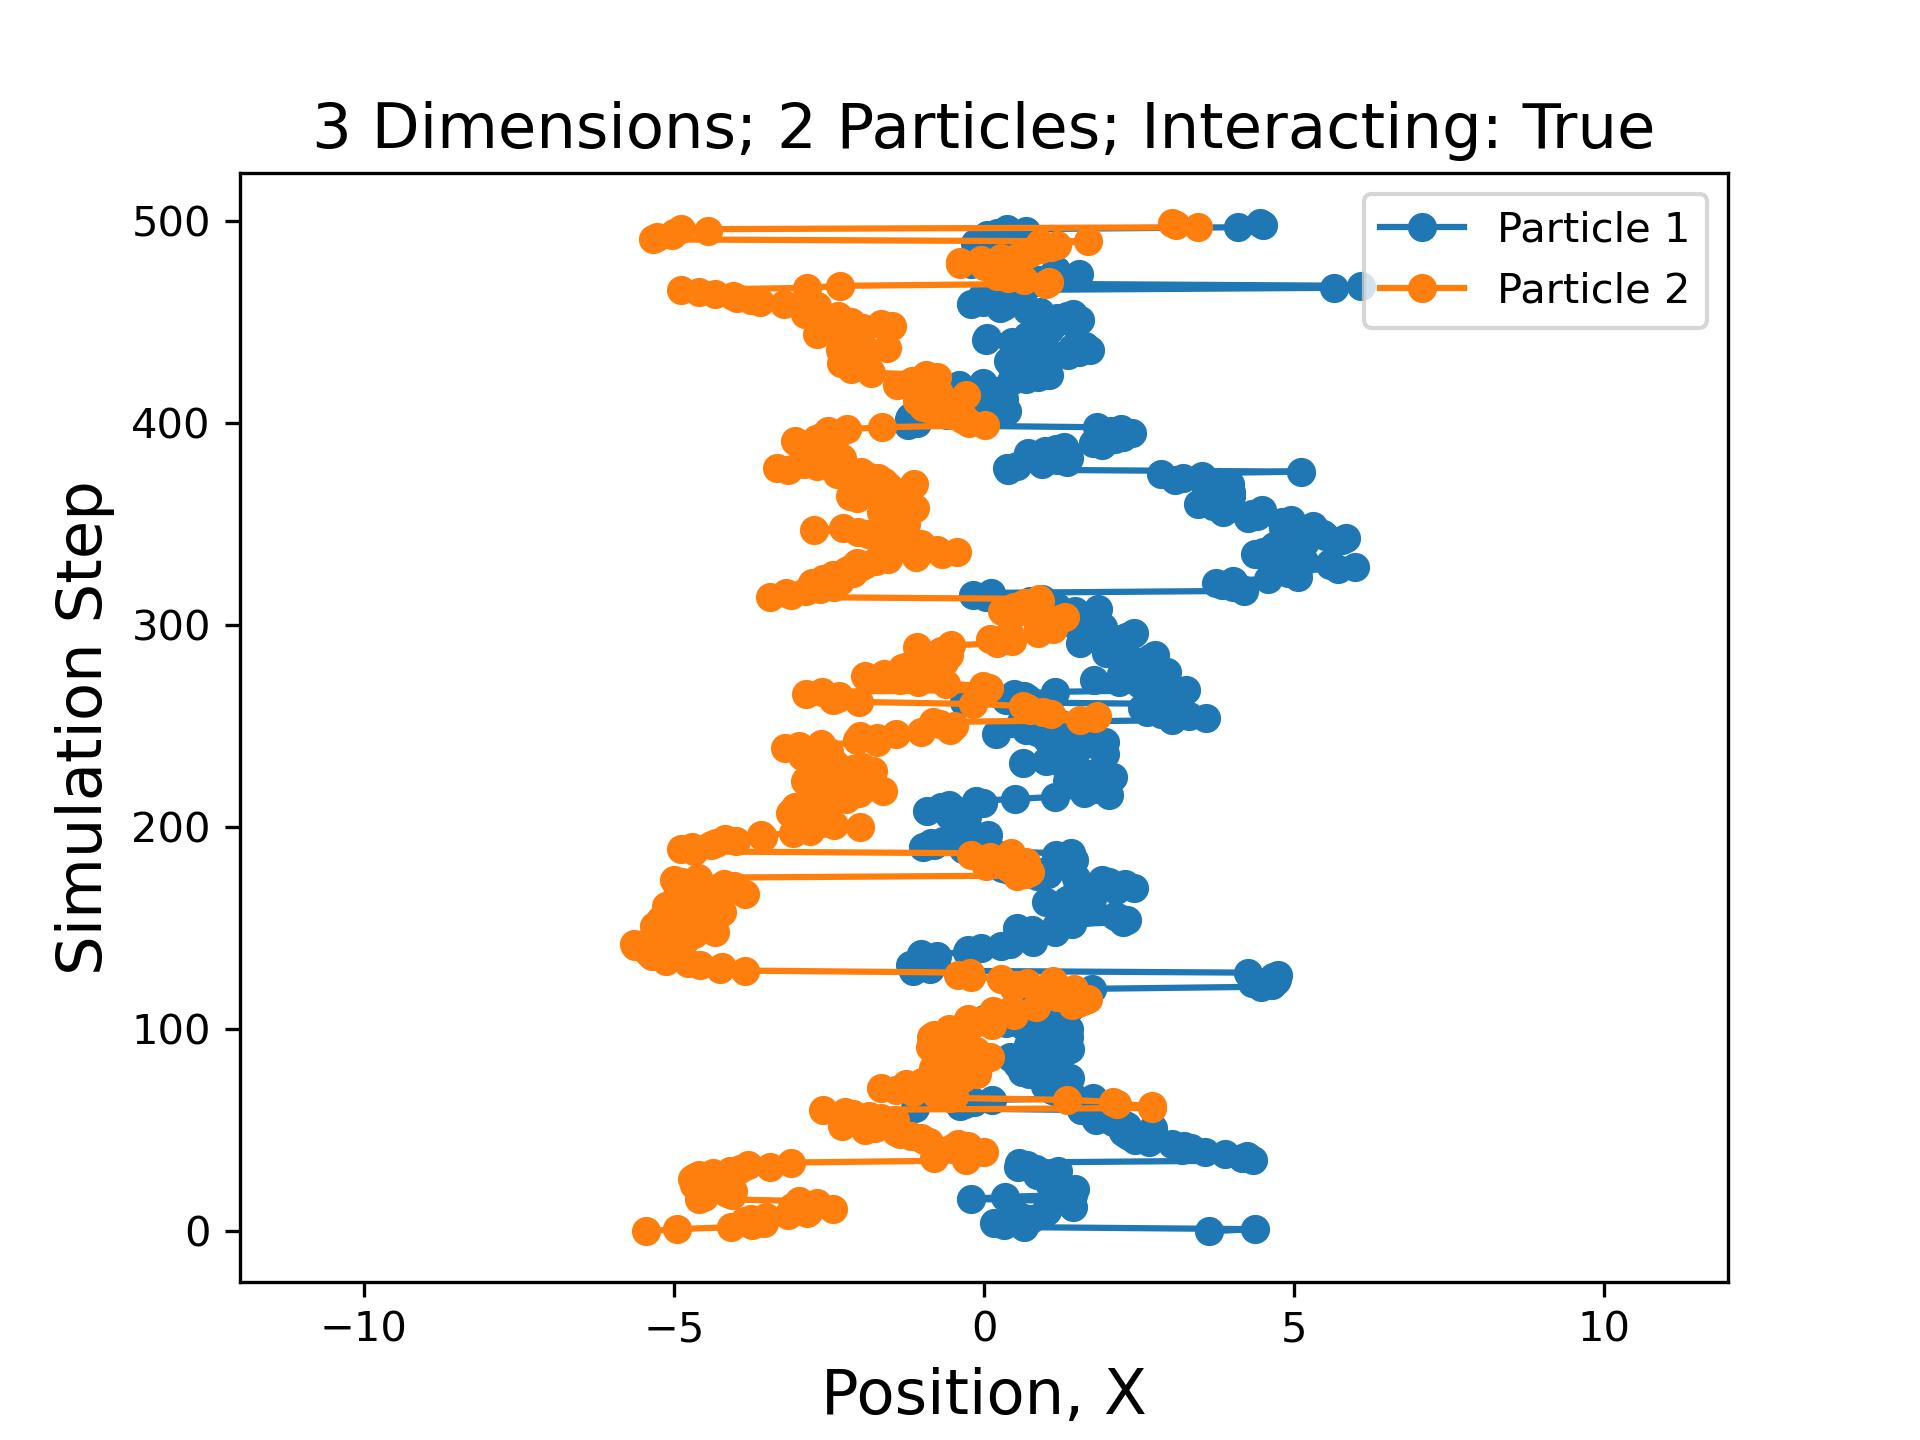 3 Dimensions; 2 Particles; Interacting: True
Particle 1
Particle 2
500
400
300
200
100
0
Simulation Step
−10
−5
0
5
10
Position, X